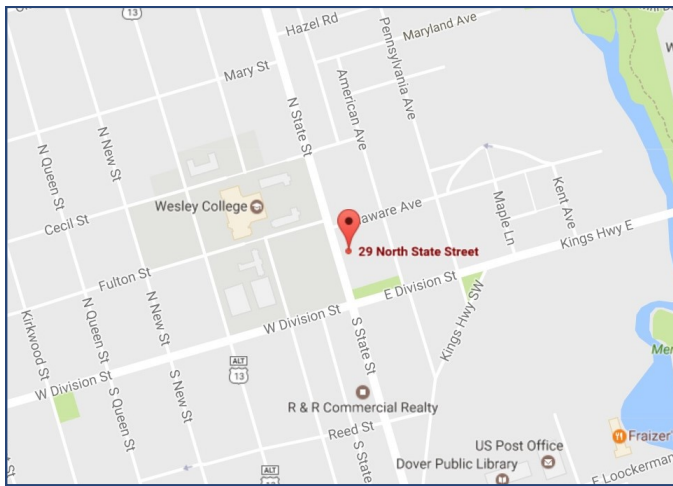 13
Hazel Rd
Maryland Ave
Pennsylvania Ave
Mary St
American Ave
N State St
N New St
N Queen St
Wesley College
Cecil St
aware Ave
Kent Ave
Maple Ln
29 North State Street
Kings Hwy E
Fulton St
E Division St
N New St
Kings Hwy SW
W Division St
Kirkwood St
N Queen St
S State St
ALT
13
W Division St
S New St
S Queen St
R & R Commercial Realty
Reed St
S State
Fraizer
US Post Office
Dover Public Library
ALT
13
E Loockerman